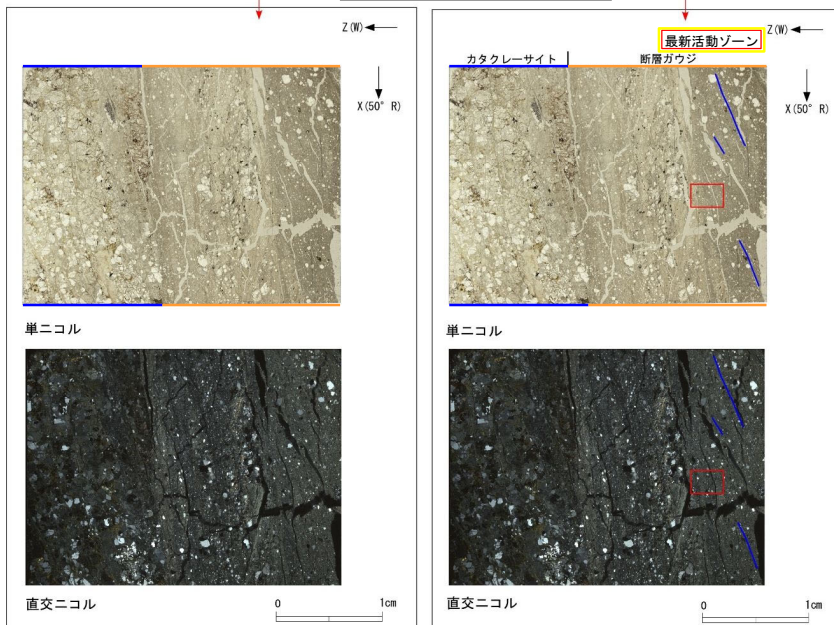 Z(W)
X(50° R)
単ニコル
直交ニコル
0 1cm
最新活動ゾーン
Z(W)
カタクレーサイト 断層ガウジ
X(50° R)
単ニコル
直交ニコル
0 1cm